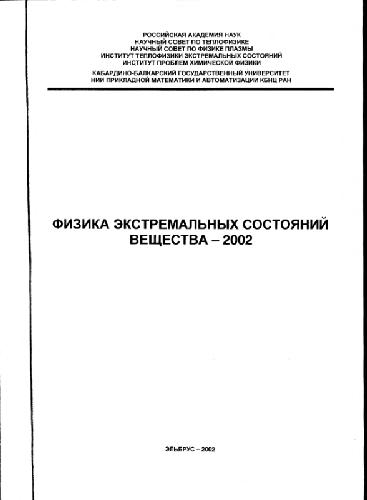 РОССИЙСКАЯ АКАДЕМИЯ НАУК
НАУЧНЫЙ СОВЕТ ПО ТЕПЛОФИЗИКЕ
НАУЧНЫЙ СОВЕТ ПО ФИЗИКЕ ПЛАЗМЫ
ИНСТИТУТ ТЕПЛОФИЗИКИ ЭКСТРЕМАЛЬНЫХ СОСТОЯНИЙ
ИНСТИТУТ ПРОБЛЕМ ХИМИЧЕСКОЙ ФИЗИКИ
КАБАРДИНО-БАЛКАРСКИЙ ГОСУДАРСТВЕННЫЙ УНИВЕРСИТЕТ
НИИ ПРИКЛАДНОЙ МАТЕМАТИКИ И АВТОМАТИЗАЦИИ КБНЦ РАН
ФИЗИКА ЭКСТРЕМАЛЬНЫХ СОСТОЯНИЙ
ВЕЩЕСТВА – 2002
ЭЛЬБРУС – 2002